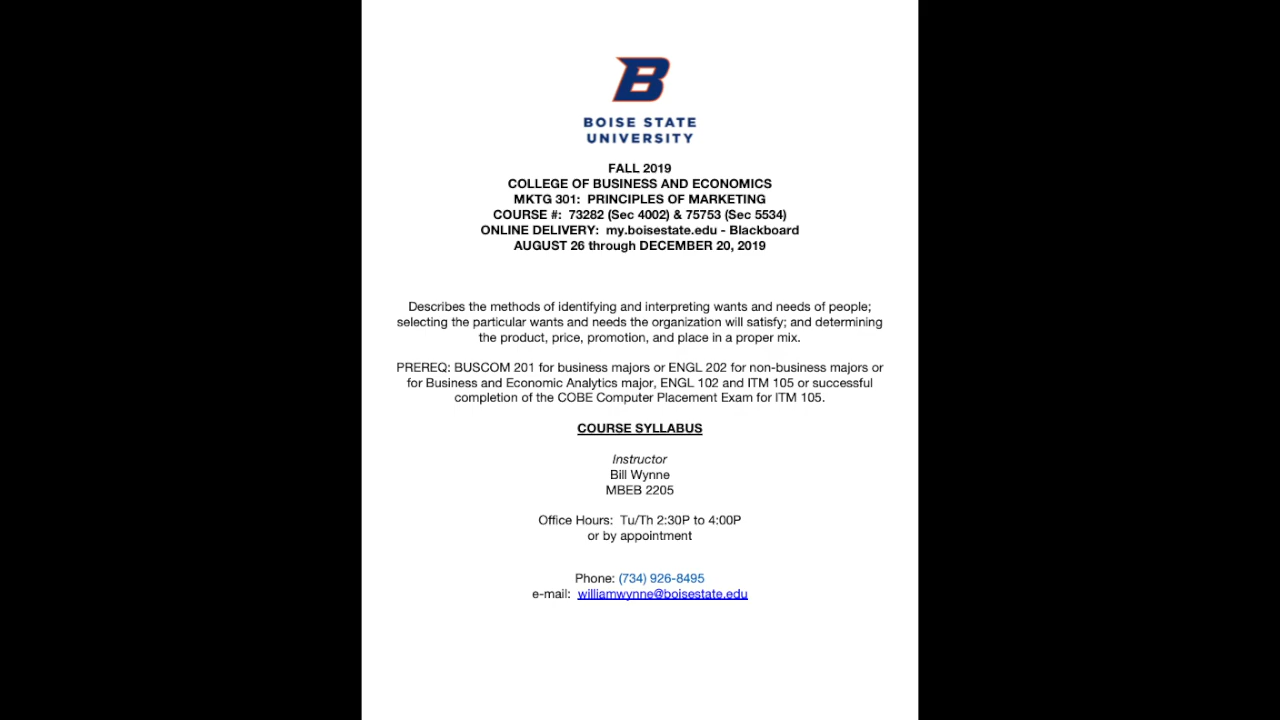 B
BOISE STATE
UNIVERSITY
FALL 2019
COLLEGE OF BUSINESS AND ECONOMICS
MKTG 301:  PRINCIPLES OF MARKETING
COURSE #:  73282 (Sec 4002) & 75753 (Sec 5534)
ONLINE DELIVERY:  my.boisestate.edu - Blackboard
AUGUST 26 through DECEMBER 20, 2019
Describes the methods of identifying and interpreting wants and needs of people;
selecting the particular wants and needs the organization will satisfy; and determining
the product, price, promotion, and place in a proper mix.
PREREQ: BUSCOM 201 for business majors or ENGL 202 for non-business majors or
for Business and Economic Analytics major, ENGL 102 and ITM 105 or successful
completion of the COBE Computer Placement Exam for ITM 105.
COURSE SYLLABUS
Instructor
Bill Wynne
MBEB 2205
Office Hours:  Tu/Th 2:30P to 4:00P
or by appointment
Phone: (734) 926-8495
e-mail:  williamwynne@boisestate.edu